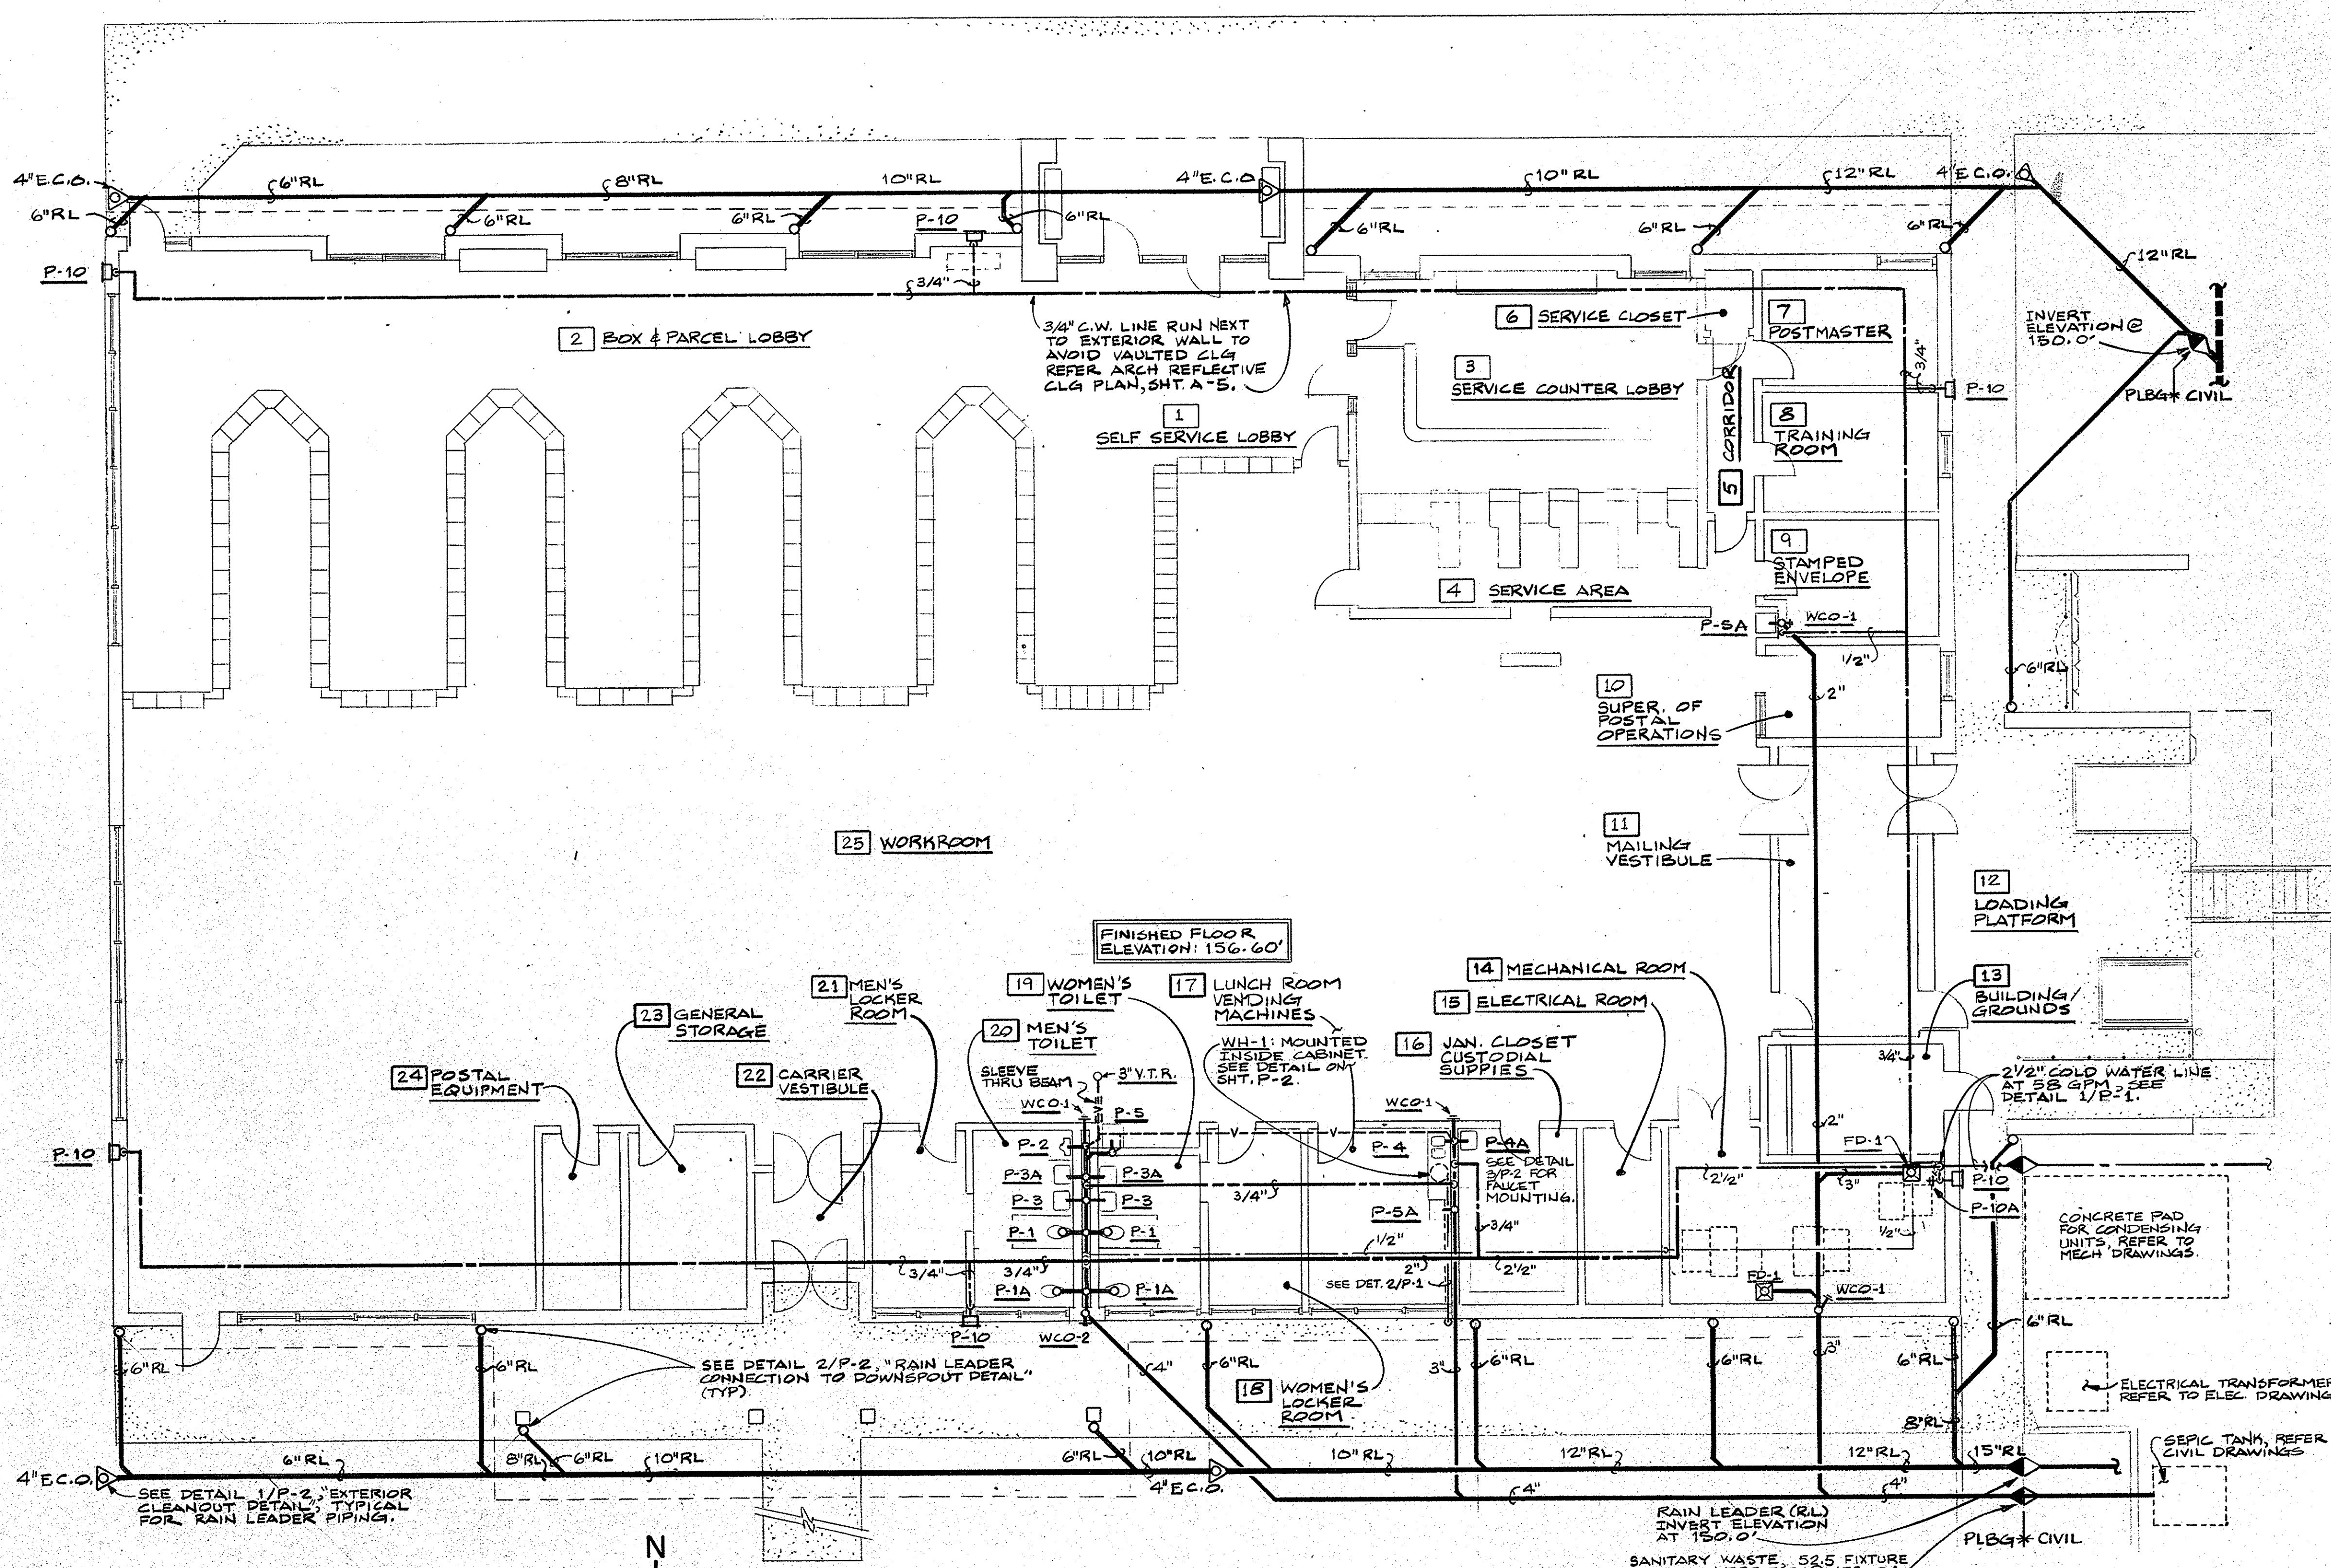 4"E.C.O.
6"RL
8"RL
10"RL
4"E.C.O
10"RL
12"RL
4"E.C.O.
6"RL
6"RL
6"RL
P-10
6"RL
6"RL
6"RL
6"RL
12"RL
P-10
3/4"
3/4" C.W. LINE RUN NEXT
TO EXTERIOR WALL TO
AVOID VAULTED CLG
REFER ARCH REFLECTIVE
CLG PLAN, SHT. A-5.
2 BOX & PARCEL LOBBY
1
SELF SERVICE LOBBY
6 SERVICE CLOSET
7
POSTMASTER
3
SERVICE COUNTER LOBBY
5 CORRIDOR
3/4"
P-10
8
TRAINING
ROOM
INVERT
ELEVATION @
150.0'
PLBG * CIVIL
9
STAMPED
ENVELOPE
4 SERVICE AREA
P-5A
WCO-1
1/2"
2"
6"RL
10
SUPER. OF
POSTAL
OPERATIONS
25 WORKROOM
11
MAILING
VESTIBULE
12
LOADING
PLATFORM
FINISHED FLOOR
ELEVATION: 156.60'
24 POSTAL
EQUIPMENT
23 GENERAL
STORAGE
22 CARRIER
VESTIBULE
21 MEN'S
LOCKER
ROOM
20 MEN'S
TOILET
19 WOMEN'S
TOILET
17 LUNCH ROOM
VENDING
MACHINES
WH-1: MOUNTED
INSIDE CABINET.
SEE DETAIL ON
SHT. P-2.
16 JAN. CLOSET
CUSTODIAL
SUPPIES
15 ELECTRICAL ROOM
14 MECHANICAL ROOM
13
BUILDING/
GROUNDS
3/4"
2 1/2" COLD WATER LINE
AT 58 GPM, SEE
DETAIL 1/P-1.
SLEEVE
THRU BEAM
3" V.T.R.
WCO-1
P-5
WCO-1
V
V
P-10
P-2
P-3A
P-3A
P-3
P-3
P-1
P-1
P-1A
P-1A
3/4"
P-4
P-4A
SEE DETAIL
3/P-2 FOR
FAUCET
MOUNTING.
P-5A
3/4"
1/2"
2"
2 1/2"
SEE DET. 2/P-1
2 1/2"
2"
FD-1
3"
P-10
P-10A
1/2"
FD-1
WCO-1
CONCRETE PAD
FOR CONDENSING
UNITS, REFER TO
MECH DRAWINGS.
3/4"
3/4"
P-10
WCO-2
6"RL
6"RL
SEE DETAIL 2/P-2, "RAIN LEADER
CONNECTION TO DOWNSPOUT DETAIL"
(TYP)
4"
6"RL
18 WOMEN'S
LOCKER
ROOM
3"
6"RL
6"RL
3"
6"RL
6"RL
8"RL
ELECTRICAL TRANSFORMER
REFER TO ELEC. DRAWING
SEPIC TANK, REFER
CIVIL DRAWINGS
4"E.C.O.
6"RL
8"RL
6"RL
10"RL
6"RL
10"RL
4"E.C.O.
10"RL
12"RL
12"RL
15"RL
4"
4"
SEE DETAIL 1/P-2, "EXTERIOR
CLEANOUT DETAIL", TYPICAL
FOR RAIN LEADER PIPING.
N
RAIN LEADER (RL)
INVERT ELEVATION
AT 150.0'
PLBG * CIVIL
SANITARY WASTE, 52.5 FIXTURE